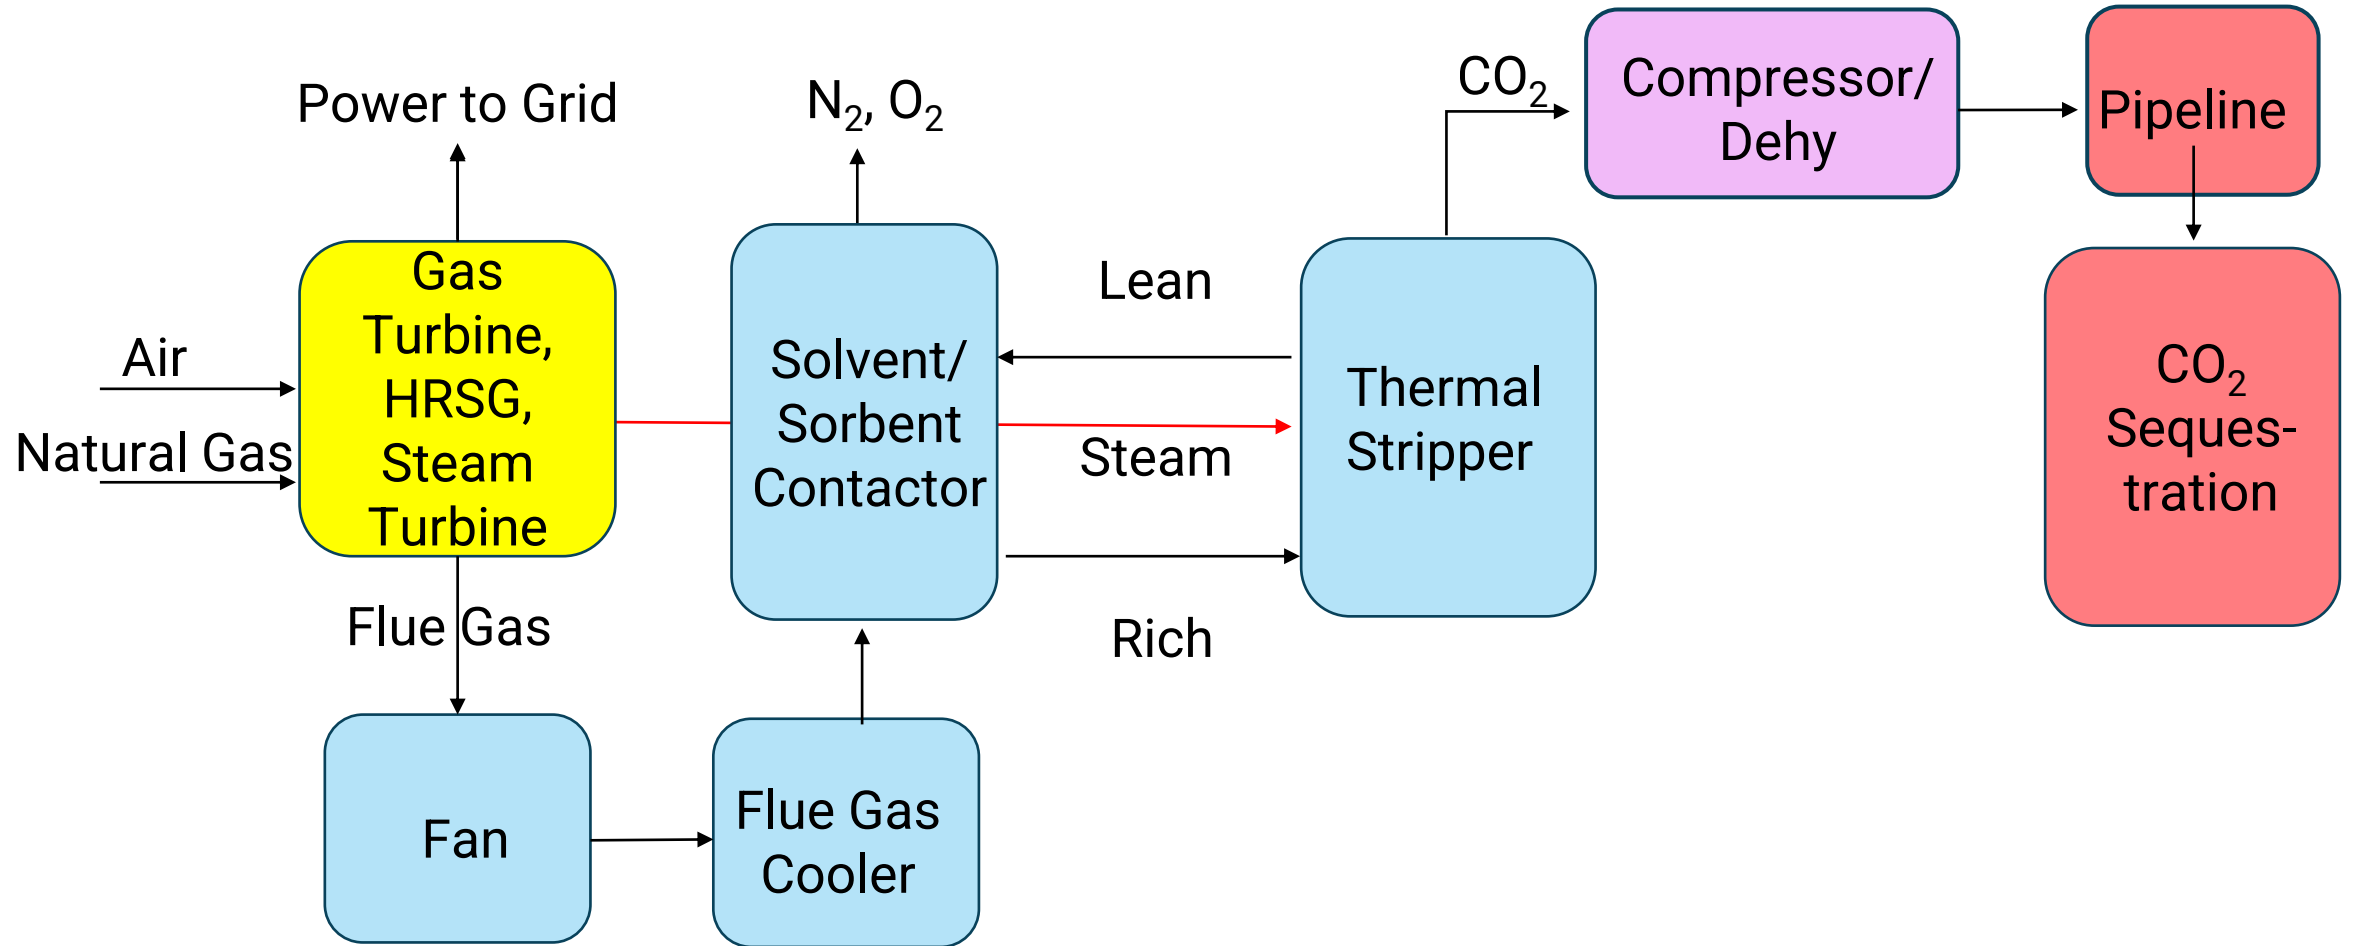 Power to Grid
N₂, O₂
CO₂
Compressor/
Dehy
Pipeline
Air
Natural Gas
Gas
Turbine,
HRSG,
Steam
Turbine
Solvent/
Sorbent
Contactor
Lean
Steam
Rich
Thermal
Stripper
CO₂
Seques-
tration
Flue Gas
Fan
Flue Gas
Cooler